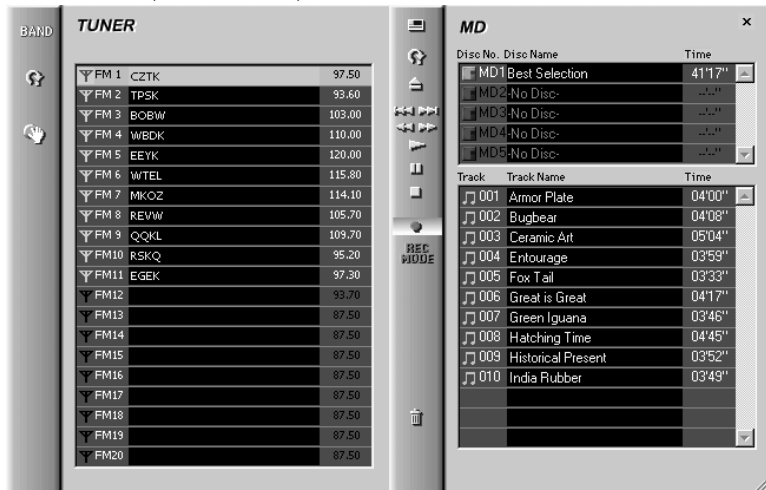 BAND
TUNER
FM 1 CZTK 97.50
FM 2 TPSK 93.60
FM 3 BOBW 103.00
FM 4 WBDK 110.00
FM 5 EEYK 120.00
FM 6 WTEL 115.80
FM 7 MKOZ 114.10
FM 8 REVW 105.70
FM 9 QQKL 109.70
FM10 RSKQ 95.20
FM11 EGEK 97.30
FM12 93.70
FM13 87.50
FM14 87.50
FM15 87.50
FM16 87.50
FM17 87.50
FM18 87.50
FM19 87.50
FM20 87.50
REC
MODE
MD
Disc No. Disc Name Time
MD1 Best Selection 41'17"
MD2 -No Disc- --'--"
MD3 -No Disc- --'--"
MD4 -No Disc- --'--"
MD5 -No Disc- --'--"
Track Track Name Time
001 Armor Plate 04'00"
002 Bugbear 04'08"
003 Ceramic Art 05'04"
004 Entourage 03'59"
005 Fox Tail 03'33"
006 Great is Great 04'17"
007 Green Iguana 03'46"
008 Hatching Time 04'45"
009 Historical Present 03'52"
010 India Rubber 03'49"